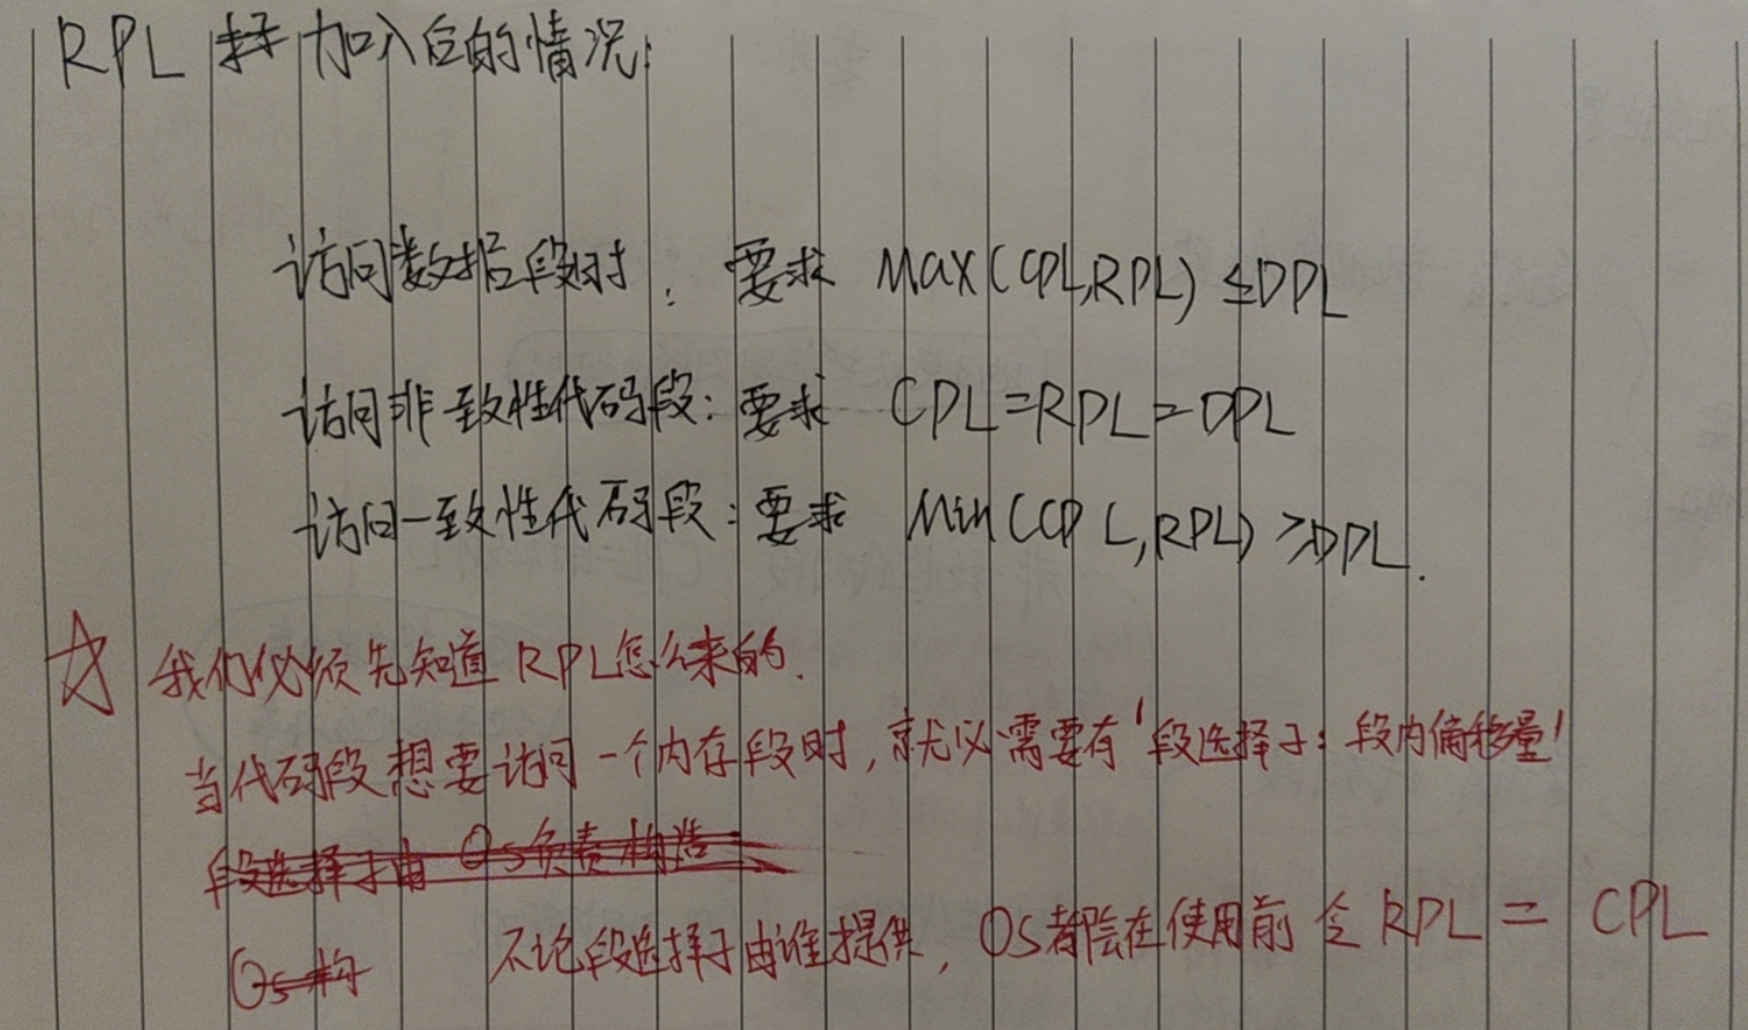 RPL 加入后的情况:
访问数据段时: 要求 Max(CPL,RPL) ≤DPL
访问非一致性代码段: 要求 CPL=RPL=DPL
访问一致性代码段: 要求 Min(CPL,RPL) ≥DPL.
☆ 我们必须先知道RPL怎么来的.
当代码段想要访问一个内存段时,就必需要有'段选择子:段内偏移量'
段选择子由 Os负责构造
Os构 不论段选择子由谁提供, Os都会在使用前 令 RPL = CPL